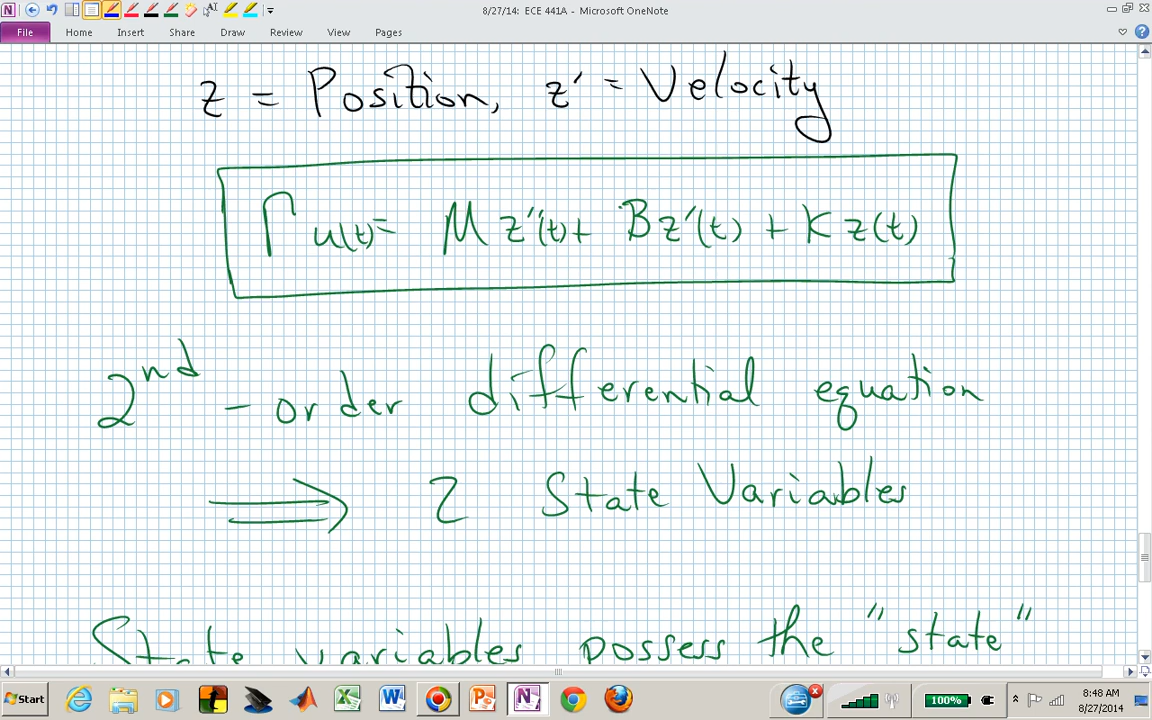 8/27/14: ECE 441A - Microsoft OneNote
File Home Insert Share Draw Review View Pages
z = Position, z' = Velocity
Γ u(t) = M z''(t) + B z'(t) + K z(t)
2nd - order differential equation
⟹ 2 State Variables
State variables possess the "state"
Start
100%
8:48 AM
8/27/2014